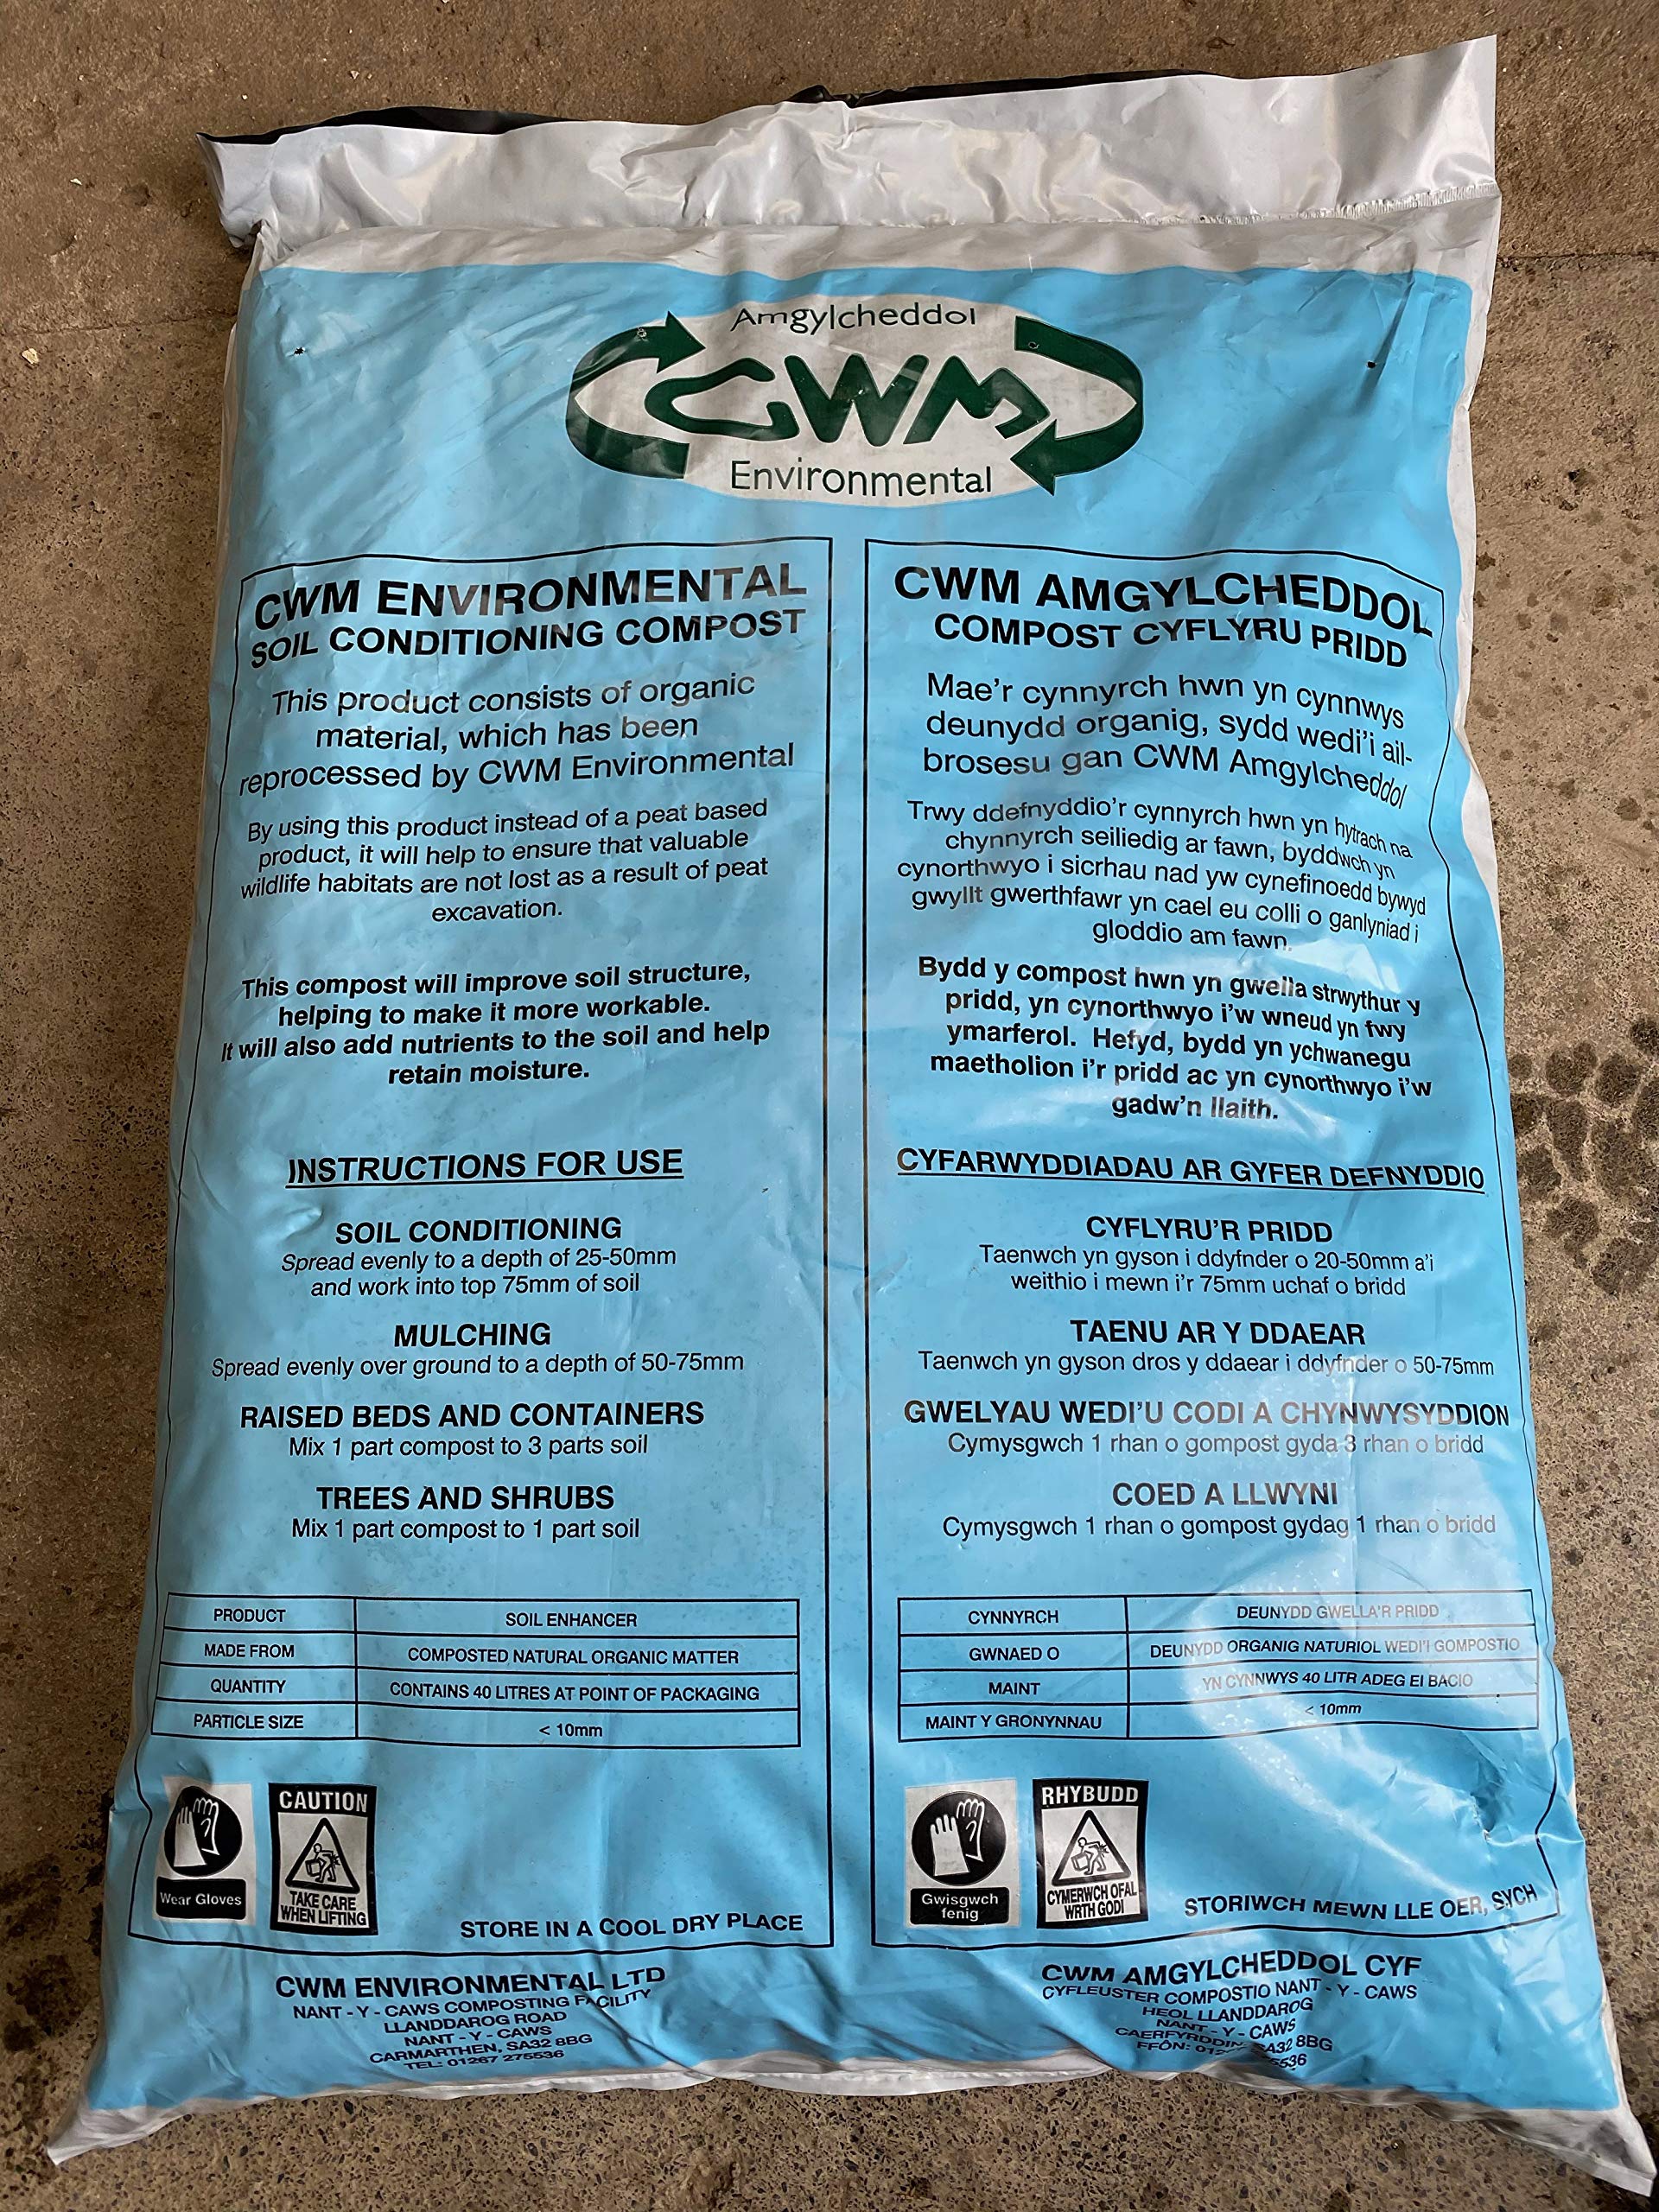 Amgylcheddol
CWM
Environmental
CWM ENVIRONMENTAL
SOIL CONDITIONING COMPOST
This product consists of organic
material, which has been
reprocessed by CWM Environmental
By using this product instead of a peat based
product, it will help to ensure that valuable
wildlife habitats are not lost as a result of peat
excavation.
This compost will improve soil structure,
helping to make it more workable.
It will also add nutrients to the soil and help
retain moisture.
INSTRUCTIONS FOR USE
SOIL CONDITIONING
Spread evenly to a depth of 25-50mm
and work into top 75mm of soil
MULCHING
Spread evenly over ground to a depth of 50-75mm
RAISED BEDS AND CONTAINERS
Mix 1 part compost to 3 parts soil
TREES AND SHRUBS
Mix 1 part compost to 1 part soil
PRODUCT SOIL ENHANCER
MADE FROM COMPOSTED NATURAL ORGANIC MATTER
QUANTITY CONTAINS 40 LITRES AT POINT OF PACKAGING
PARTICLE SIZE < 10mm
Wear Gloves
CAUTION
TAKE CARE
WHEN LIFTING
STORE IN A COOL DRY PLACE
CWM ENVIRONMENTAL LTD
NANT - Y - CAWS COMPOSTING FACILITY
LLANDDAROG ROAD
NANT - Y - CAWS
CARMARTHEN, SA32 8BG
TEL: 01267 275536
CWM AMGYLCHEDDOL
COMPOST CYFLYRU PRIDD
Mae'r cynnyrch hwn yn cynnwys
deunydd organig, sydd wedi'i ail-
brosesu gan CWM Amgylcheddol
Trwy ddefnyddio'r cynnyrch hwn yn hytrach na
chynnyrch seiliedig ar fawn, byddwch yn
cynorthwyo i sicrhau nad yw cynefinoedd bywyd
gwyllt gwerthfawr yn cael eu colli o ganlyniad i
gloddio am fawn.
Bydd y compost hwn yn gwella strwythur y
pridd, yn cynorthwyo i'w wneud yn fwy
ymarferol. Hefyd, bydd yn ychwanegu
maetholion i'r pridd ac yn cynorthwyo i'w
gadw'n llaith.
CYFARWYDDIADAU AR GYFER DEFNYDDIO
CYFLYRU'R PRIDD
Taenwch yn gyson i ddyfnder o 20-50mm a'i
weithio i mewn i'r 75mm uchaf o bridd
TAENU AR Y DDAEAR
Taenwch yn gyson dros y ddaear i ddyfnder o 50-75mm
GWELYAU WEDI'U CODI A CHYNWYSYDDION
Cymysgwch 1 rhan o gompost gyda 3 rhan o bridd
COED A LLWYNI
Cymysgwch 1 rhan o gompost gydag 1 rhan o bridd
CYNNYRCH DEUNYDD GWELLA'R PRIDD
GWNAED O DEUNYDD ORGANIG NATURIOL WEDI'I GOMPOSTIO
MAINT YN CYNNWYS 40 LITR ADEG EI BACIO
MAINT Y GRONYNNAU < 10mm
Gwisgwch
fenig
RHYBUDD
CYMERWCH OFAL
WRTH GODI
STORIWCH MEWN LLE OER, SYCH
CWM AMGYLCHEDDOL CYF
CYFLEUSTER COMPOSTIO NANT - Y - CAWS
HEOL LLANDDAROG
NANT - Y - CAWS
CAERFYRDDIN, SA32 8BG
FFÔN: